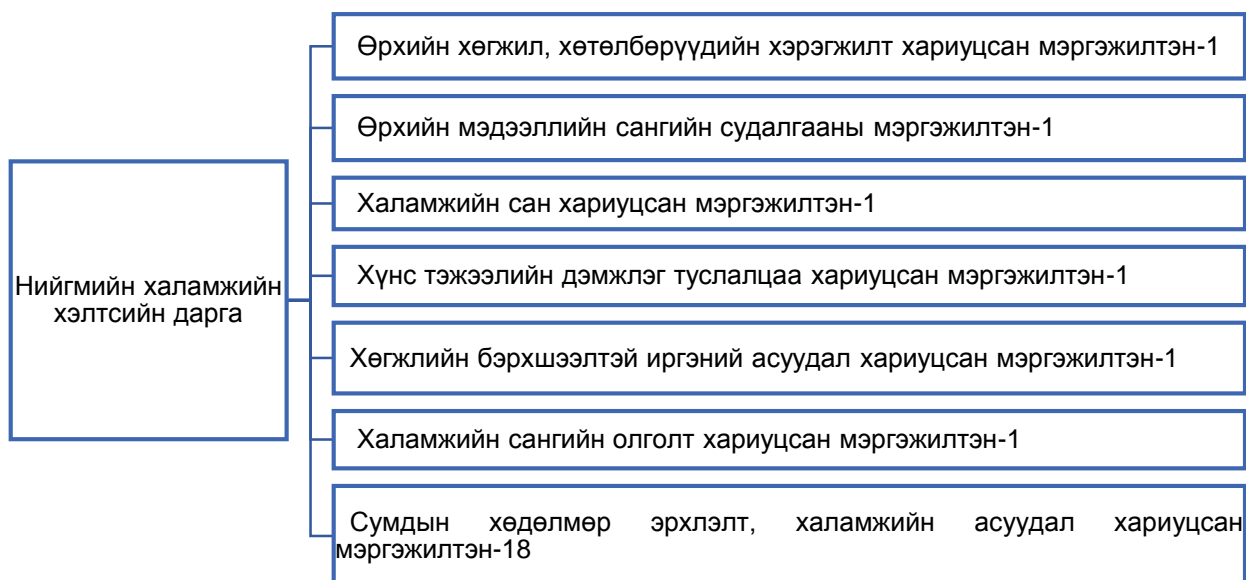 Өрхийн хөгжил, хөтөлбөрүүдийн хэрэгжилт хариуцсан мэргэжилтэн-1
Өрхийн мэдээллийн сангийн судалгааны мэргэжилтэн-1
Халамжийн сан хариуцсан мэргэжилтэн-1
Нийгмийн халамжийн
хэлтсийн дарга
Хүнс тэжээлийн дэмжлэг туслалцаа хариуцсан мэргэжилтэн-1
Хөгжлийн бэрхшээлтэй иргэний асуудал хариуцсан мэргэжилтэн-1
Халамжийн сангийн олголт хариуцсан мэргэжилтэн-1
Сумдын хөдөлмөр эрхлэлт, халамжийн асуудал хариуцсан
мэргэжилтэн-18